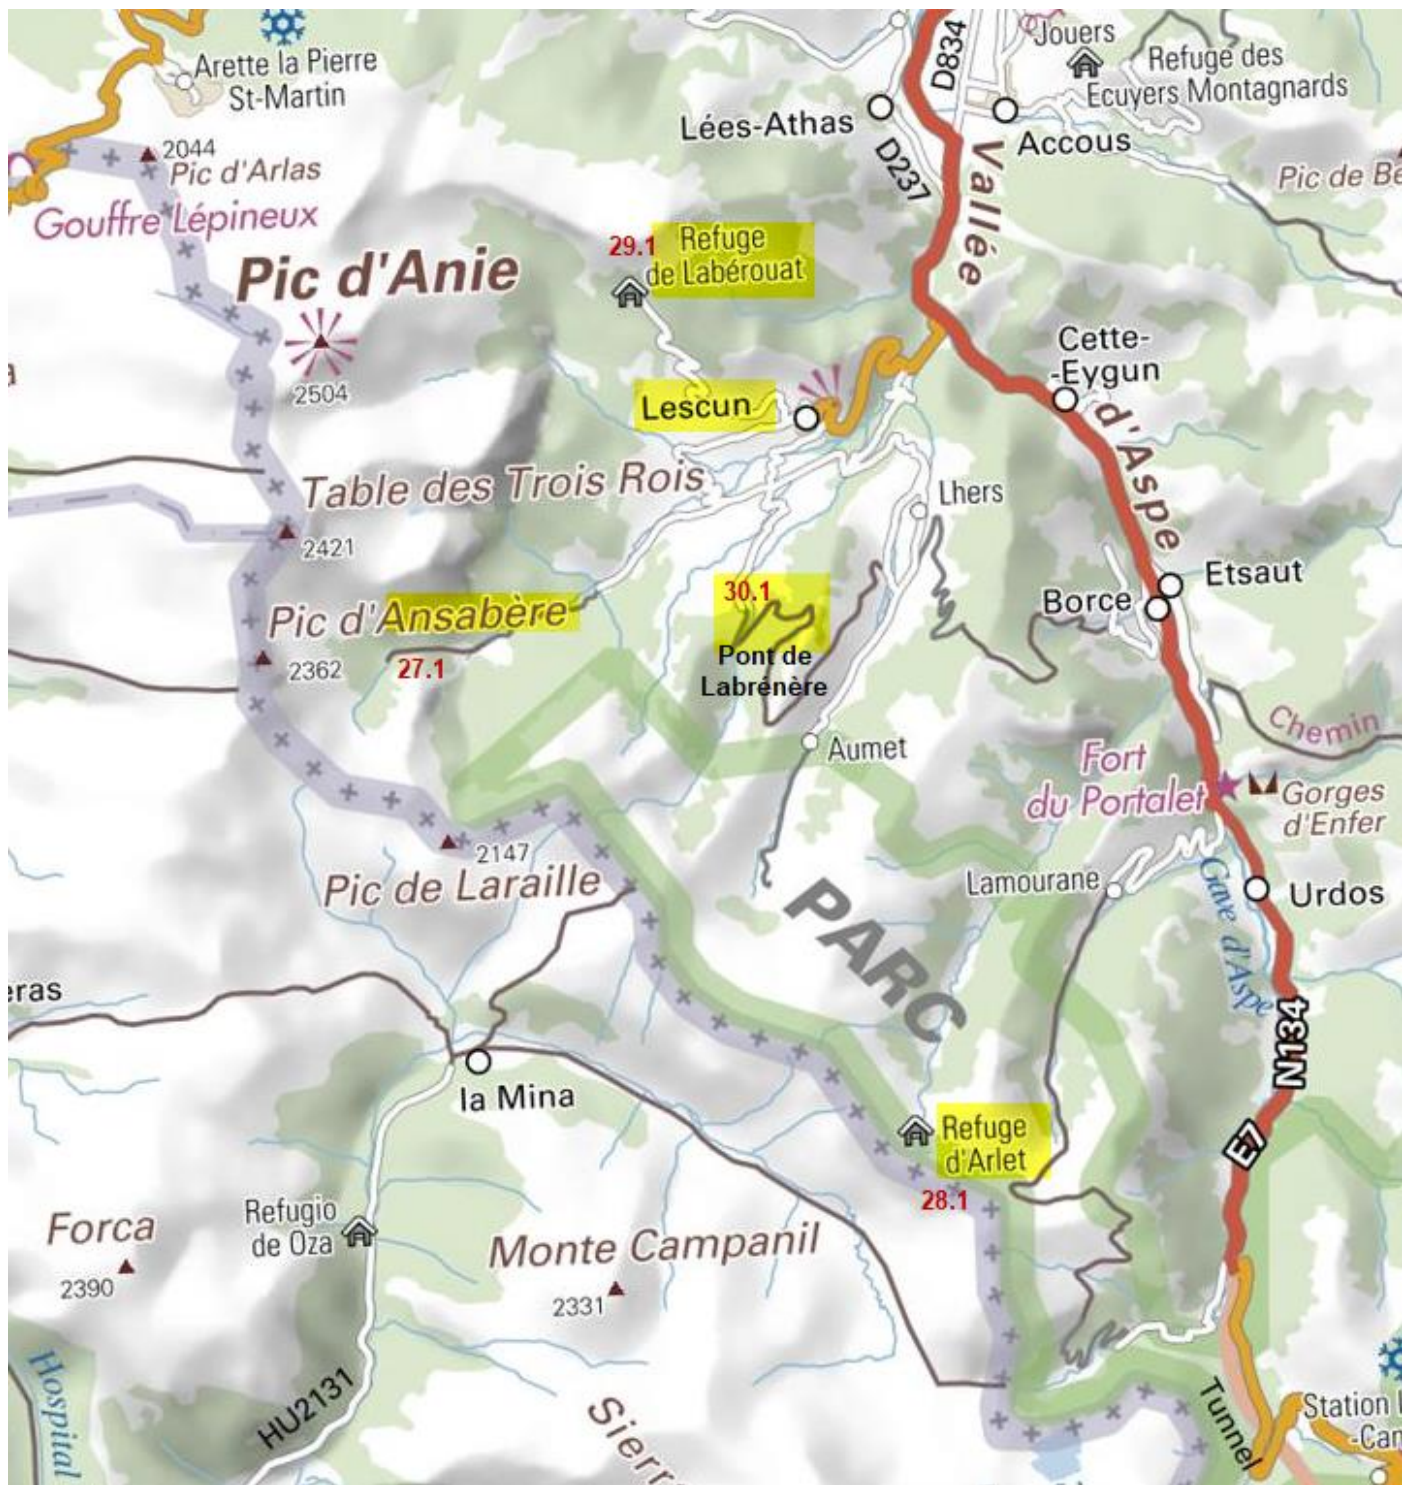 Arette la Pierre
St-Martin
D834
Jouers
Refuge des
Ecuyers Montagnards
Lées-Athas
Accous
D237
2044
Pic d'Arlas
Pic de
Gouffre Lépineux
Vallée
29.1
Refuge
de Labérouat
Pic d'Anie
2504
Cette-
-Eygun
Lescun
d'Aspe
Table des Trois Rois
Lhers
2421
Etsaut
Borce
Pic d'Ansabère
30.1
Pont de
Labrénère
2362
27.1
Chemin
Aumet
Fort
du Portalet
Gorges
d'Enfer
2147
Pic de Laraille
Lamourane
Urdos
Gave d'Aspe
PARC
eras
N134
la Mina
Refuge
d'Arlet
E7
28.1
Refugio
de Oza
Forca
2390
Monte Campanil
2331
HU2131
Hospital
Sierr
Tunnel
Station
-Can